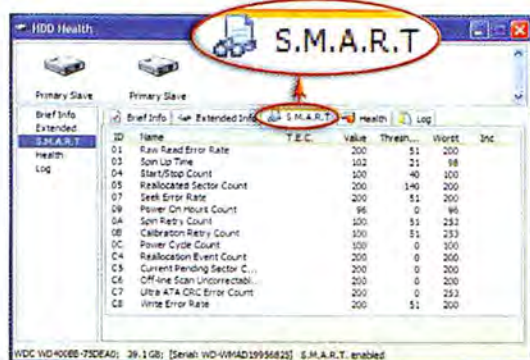 HDD Health
S.M.A.R.T
Primary Slave
Primary Slave
Brief Info
Extended
S.M.A.R.T
Health
Log
Brief Info
Extended Info
S.M.A.R.T
Health
Log
ID Name T.E.C. Value Thresh... Worst Inc
01 Raw Read Error Rate 200 51 200
03 Spin Up Time 102 21 98
04 Start/Stop Count 100 40 100
05 Reallocated Sector Count 200 140 200
07 Seek Error Rate 200 51 200
09 Power On Hours Count 96 0 96
0A Spin Retry Count 100 51 253
0B Calibration Retry Count 100 51 253
0C Power Cycle Count 100 0 100
C4 Reallocation Event Count 200 0 200
C5 Current Pending Sector C... 200 0 200
C6 Off-line Scan Uncorrectabl... 200 0 200
C7 Ultra ATA CRC Error Count 200 0 253
C8 Write Error Rate 200 51 200
WDC WD400BB-75DEA0; 39.1 GB; [Serial: WD-WMAD19956825] S.M.A.R.T. enabled